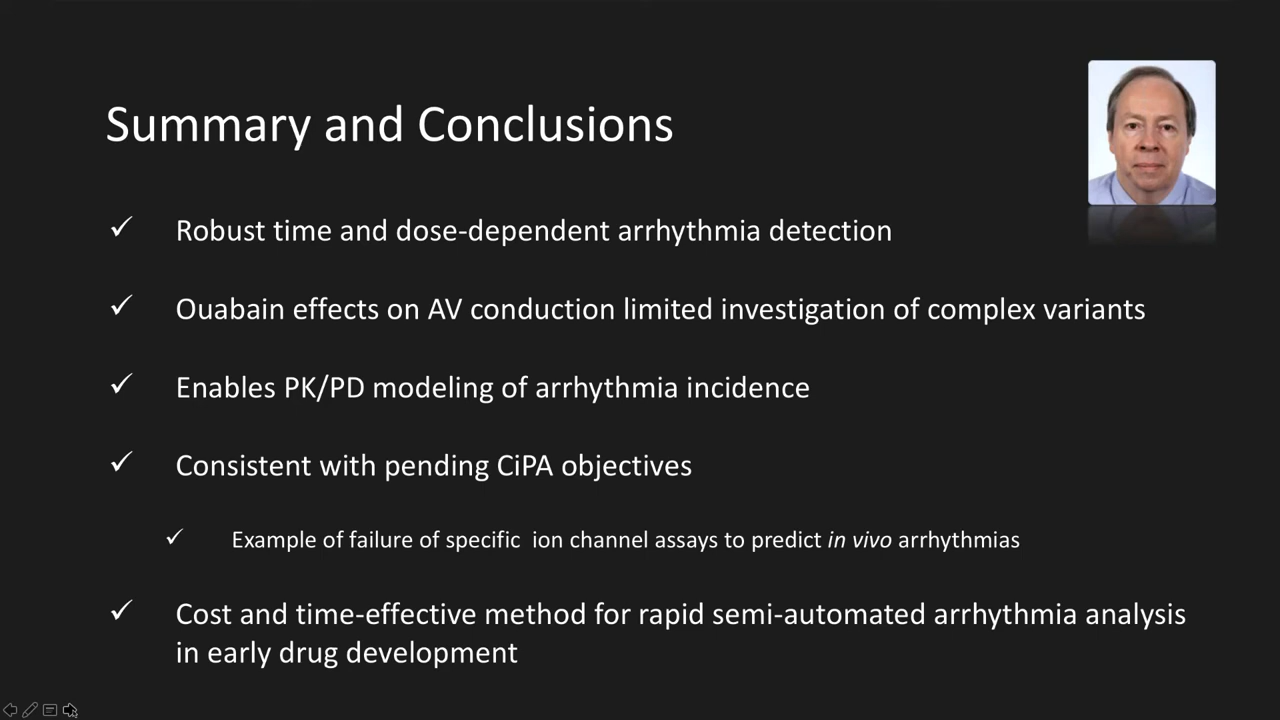 Summary and Conclusions
✓ Robust time and dose-dependent arrhythmia detection
✓ Ouabain effects on AV conduction limited investigation of complex variants
✓ Enables PK/PD modeling of arrhythmia incidence
✓ Consistent with pending CiPA objectives
✓ Example of failure of specific  ion channel assays to predict in vivo arrhythmias
✓ Cost and time-effective method for rapid semi-automated arrhythmia analysis
in early drug development